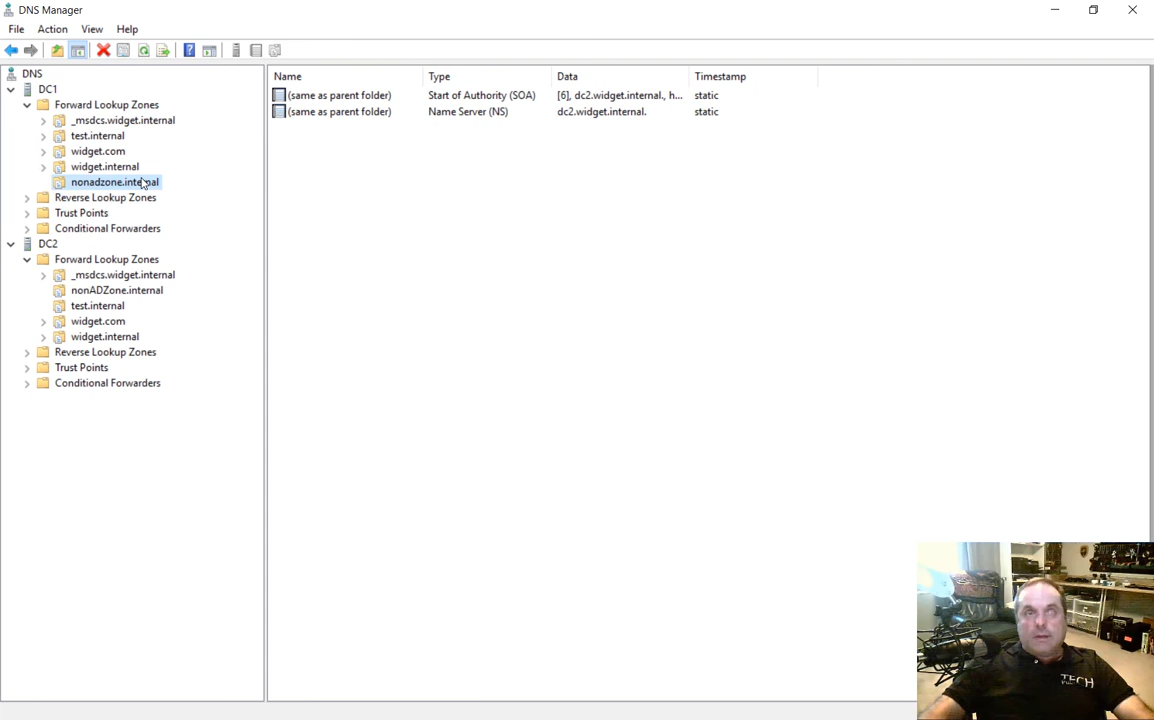 DNS Manager
File Action View Help
DNS
DC1
Forward Lookup Zones
_msdcs.widget.internal
test.internal
widget.com
widget.internal
nonadzone.internal
Reverse Lookup Zones
Trust Points
Conditional Forwarders
DC2
Forward Lookup Zones
_msdcs.widget.internal
nonADZone.internal
test.internal
widget.com
widget.internal
Reverse Lookup Zones
Trust Points
Conditional Forwarders
Name Type Data Timestamp
(same as parent folder) Start of Authority (SOA) [6], dc2.widget.internal., h... static
(same as parent folder) Name Server (NS) dc2.widget.internal. static
TECH